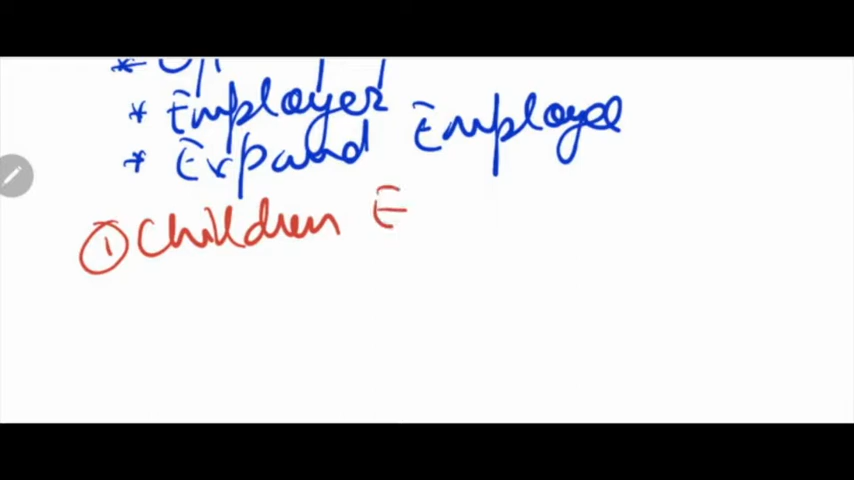 * Employer
* Expand Employee
① Children E